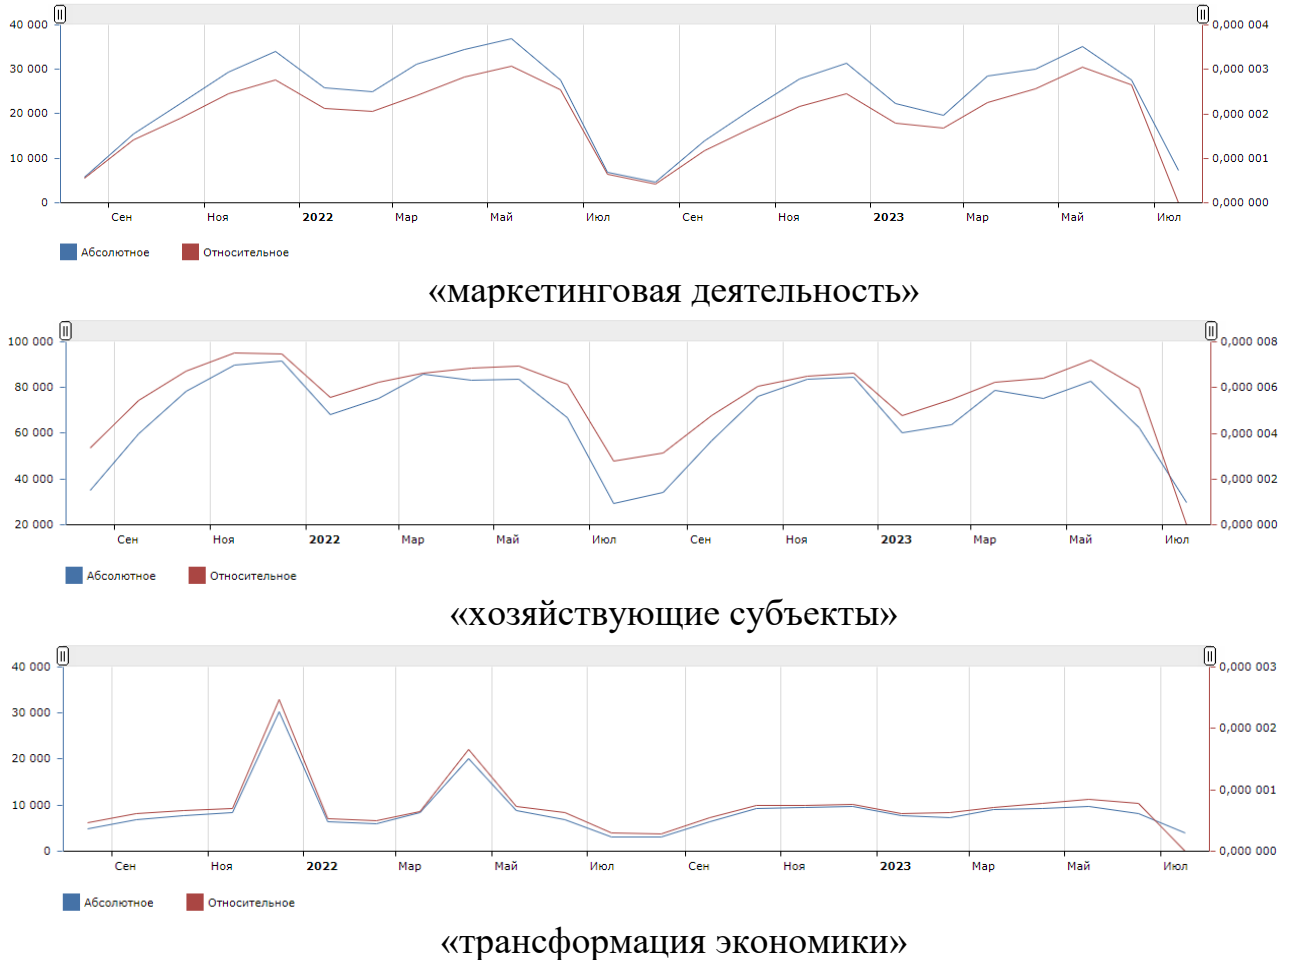 40 000 0,000 004
30 000 0,000 003
20 000 0,000 002
10 000 0,000 001
0 0,000 000
Сен Ноя 2022 Мар Май Июл Сен Ноя 2023 Мар Май Июл
Абсолютное Относительное
«маркетинговая деятельность»
100 000 0,000 008
80 000 0,000 006
60 000 0,000 004
40 000 0,000 002
20 000 0,000 000
Сен Ноя 2022 Мар Май Июл Сен Ноя 2023 Мар Май Июл
Абсолютное Относительное
«хозяйствующие субъекты»
40 000 0,000 003
30 000
0,000 002
20 000
10 000 0,000 001
0 0,000 000
Сен Ноя 2022 Мар Май Июл Сен Ноя 2023 Мар Май Июл
Абсолютное Относительное
«трансформация экономики»